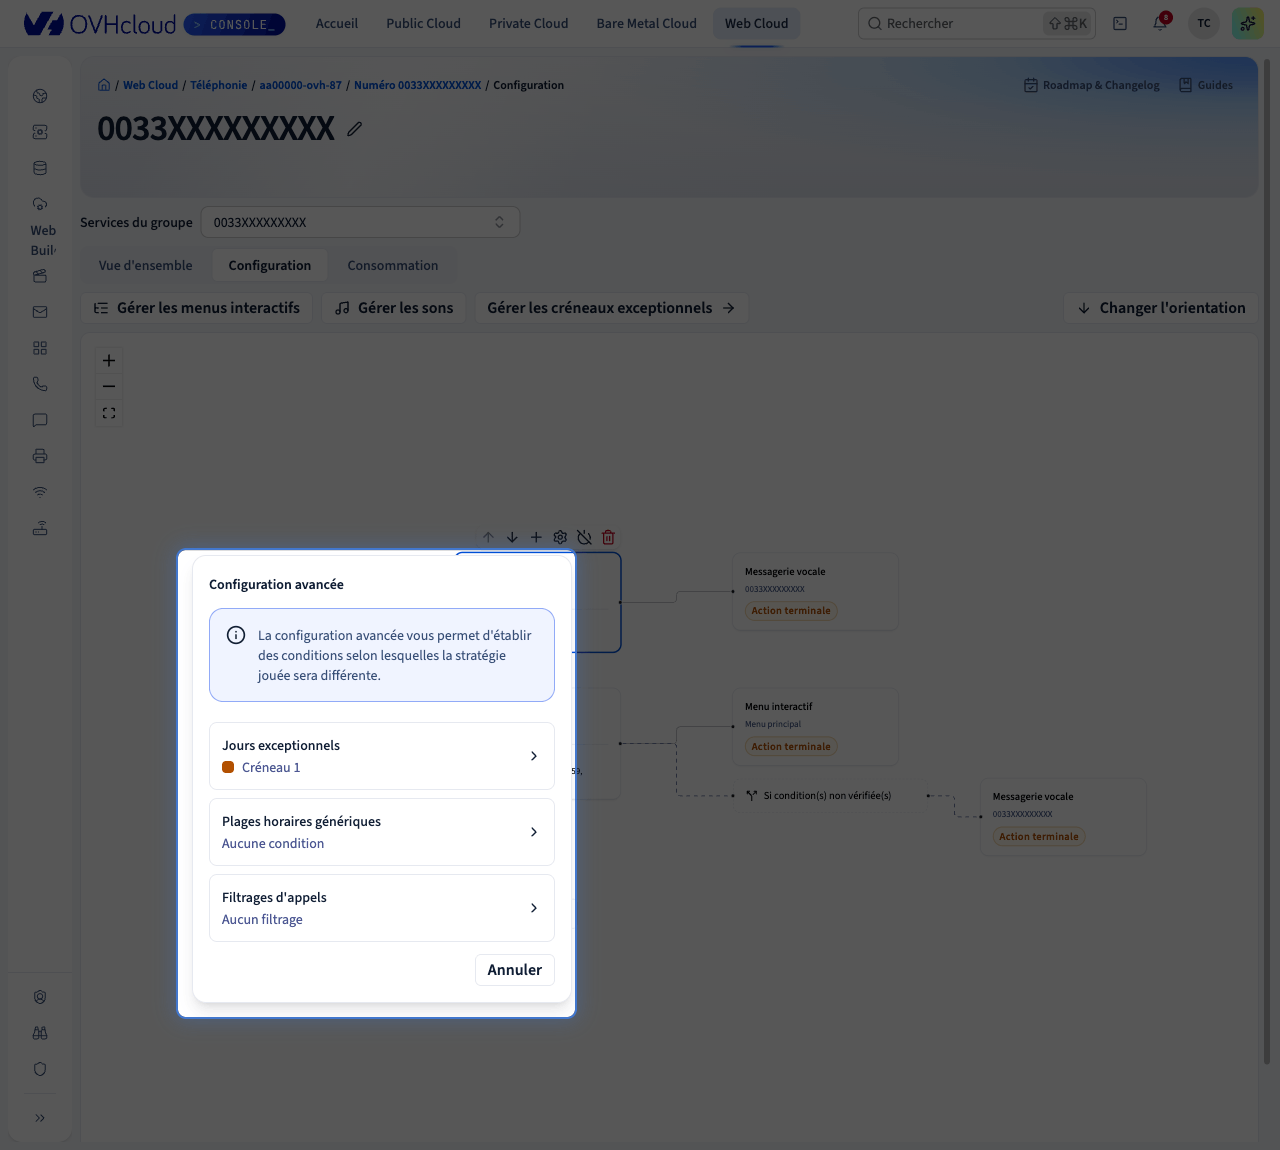 OVHcloud
> CONSOLE_
Accueil
Public Cloud
Private Cloud
Bare Metal Cloud
Web Cloud
Rechercher
⇧⌘K
8
TC
/ Web Cloud / Téléphonie / aa00000-ovh-87 / Numéro 0033XXXXXXXXX / Configuration
Roadmap & Changelog
Guides
0033XXXXXXXXX
Services du groupe
0033XXXXXXXXX
Web
Buil
Vue d'ensemble
Configuration
Consommation
Gérer les menus interactifs
Gérer les sons
Gérer les créneaux exceptionnels
Changer l'orientation
Messagerie vocale
0033XXXXXXXXX
Action terminale
Configuration avancée
La configuration avancée vous permet d'établir
des conditions selon lesquelles la stratégie
jouée sera différente.
Menu interactif
Menu principal
Action terminale
Jours exceptionnels
Créneau 1
59,
Si condition(s) non vérifiée(s)
Messagerie vocale
0033XXXXXXXXX
Action terminale
Plages horaires génériques
Aucune condition
Filtrages d'appels
Aucun filtrage
Annuler